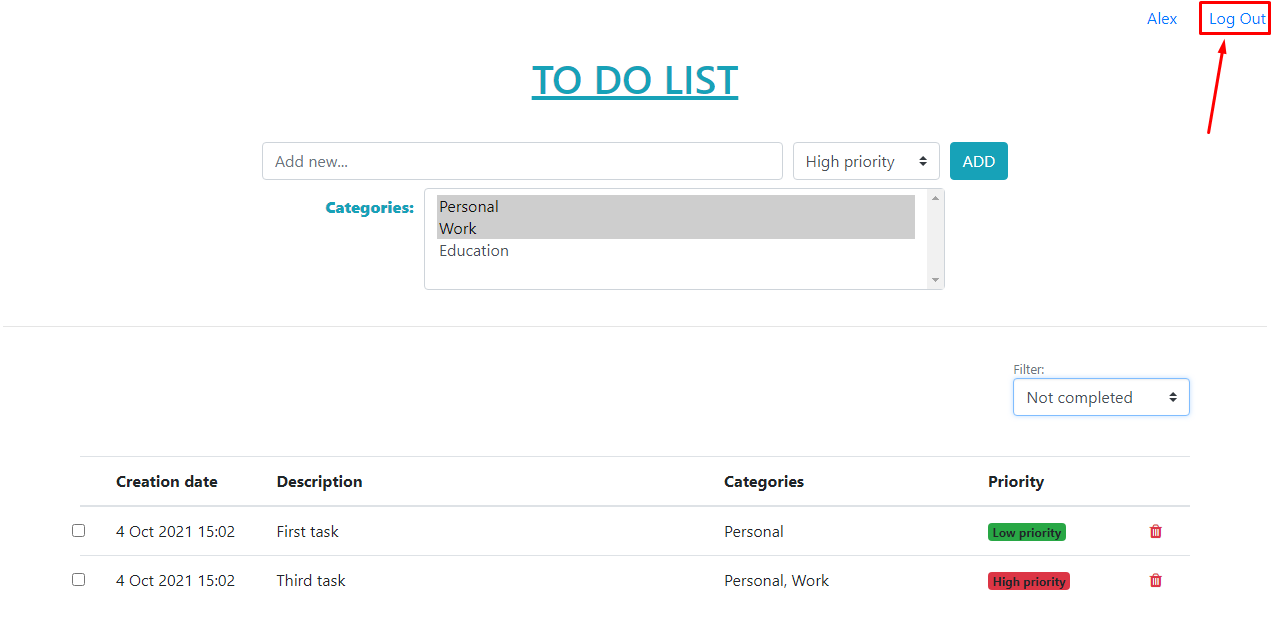 Alex Log Out
TO DO LIST
Add new... High priority ADD
Categories: Personal
Work
Education
Filter:
Not completed
Creation date Description Categories Priority
4 Oct 2021 15:02 First task Personal Low priority
4 Oct 2021 15:02 Third task Personal, Work High priority